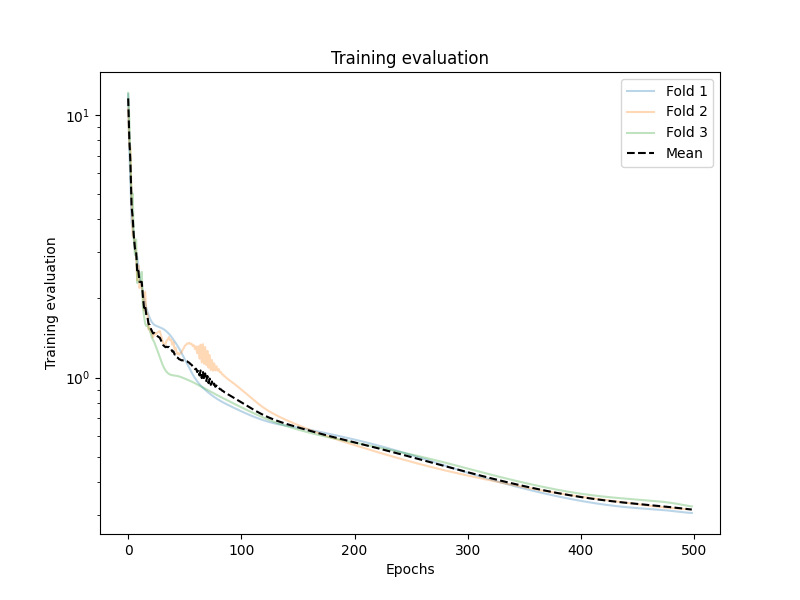 Training evaluation
Fold 1
Fold 2
Fold 3
Mean
Training evaluation
10¹
10⁰
0 100 200 300 400 500
Epochs